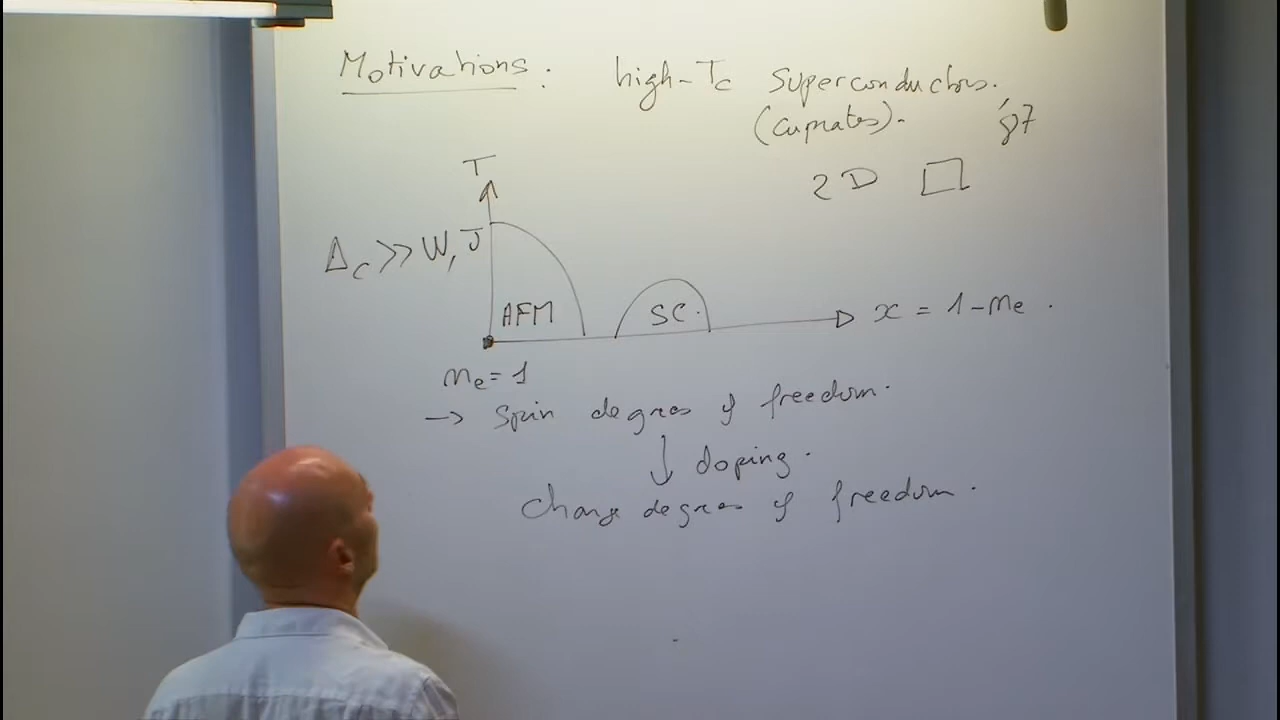 Motivations : high-Tc superconductors.
(cuprates). '87
2D
T
Δc >> W, J
AFM SC. x = 1-ne.
ne = 1
→ spin degrees of freedom.
↓ doping.
charge degrees of freedom.